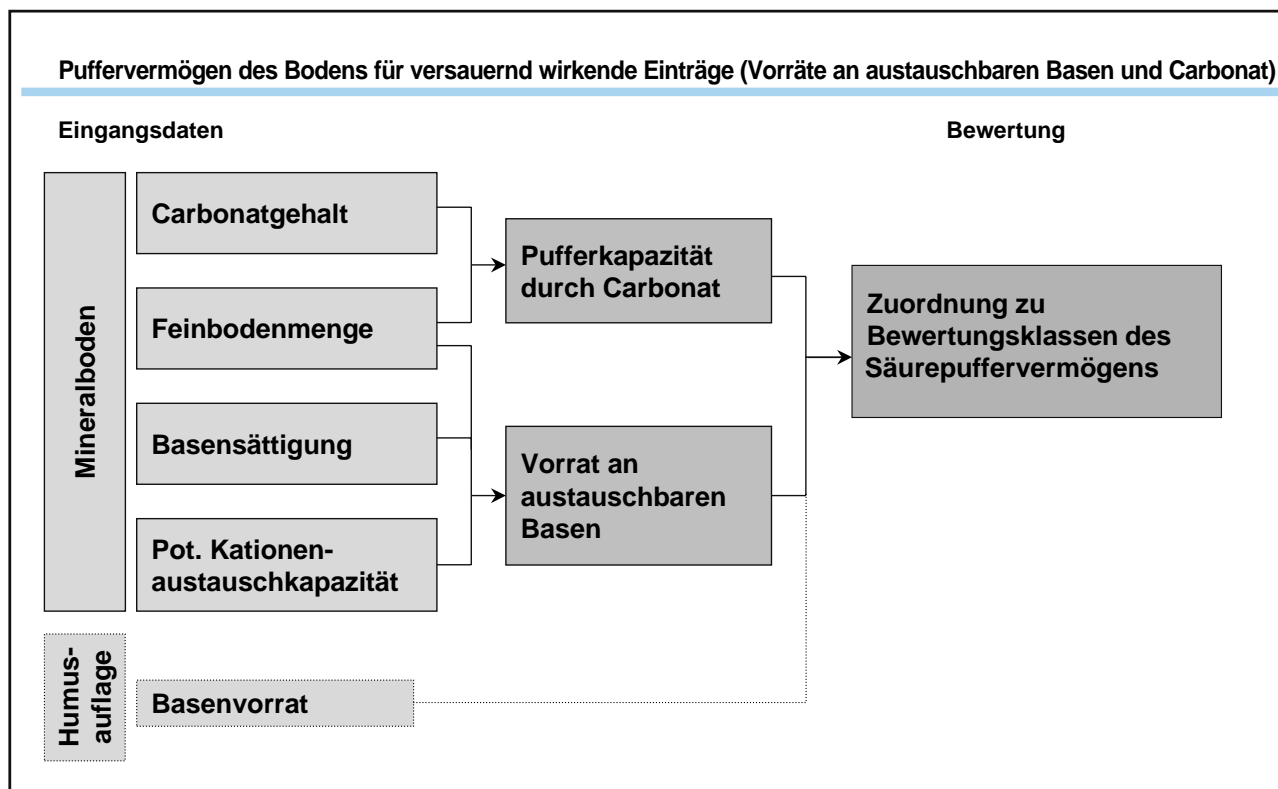 Puffervermögen des Bodens für versauernd wirkende Einträge (Vorräte an austauschbaren Basen und Carbonat)
Eingangsdaten
Bewertung
Mineralboden
Carbonatgehalt
Feinbodenmenge
Basensättigung
Pot. Kationen-
austauschkapazität
Pufferkapazität
durch Carbonat
Vorrat an
austauschbaren
Basen
Zuordnung zu
Bewertungsklassen des
Säurepuffervermögens
Humus-
auflage
Basenvorrat